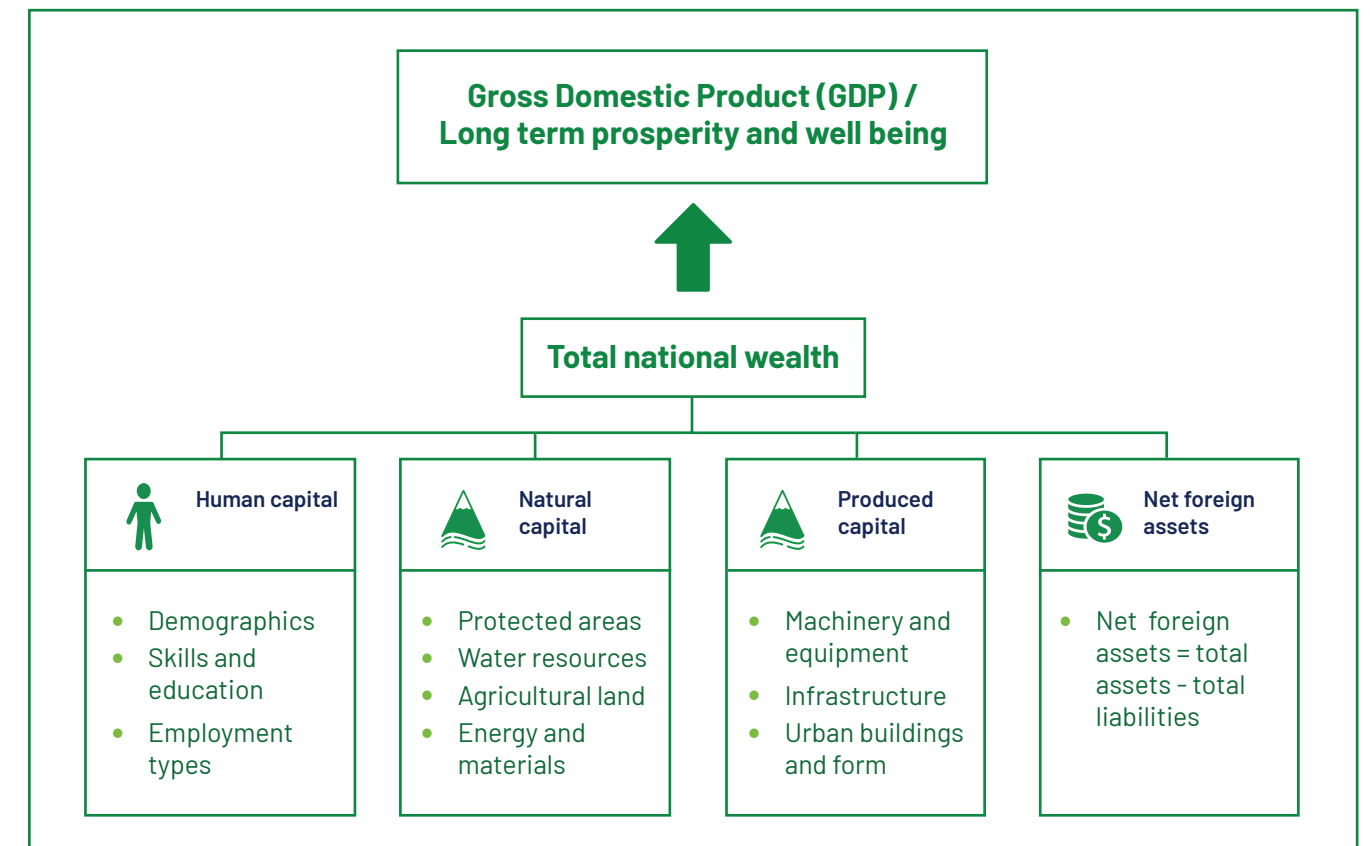 Gross Domestic Product (GDP) /
Long term prosperity and well being
Total national wealth
Human capital
• Demographics
• Skills and
education
• Employment
types
Natural
capital
• Protected areas
• Water resources
• Agricultural land
• Energy and
materials
Produced
capital
• Machinery and
equipment
• Infrastructure
• Urban buildings
and form
$
Net foreign
assets
• Net foreign
assets = total
assets - total
liabilities